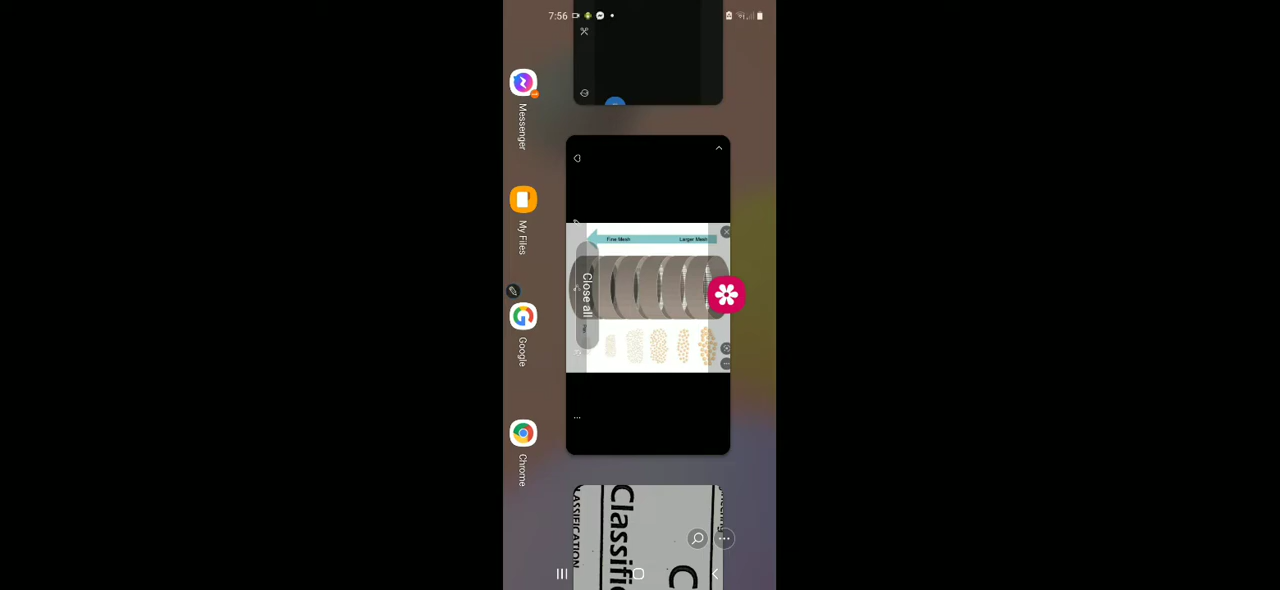 7:56
Messenger
My Files
Google
Chrome
Fine Mesh
Larger Mesh
Close all
CLASSIFICATION
Classifi
C